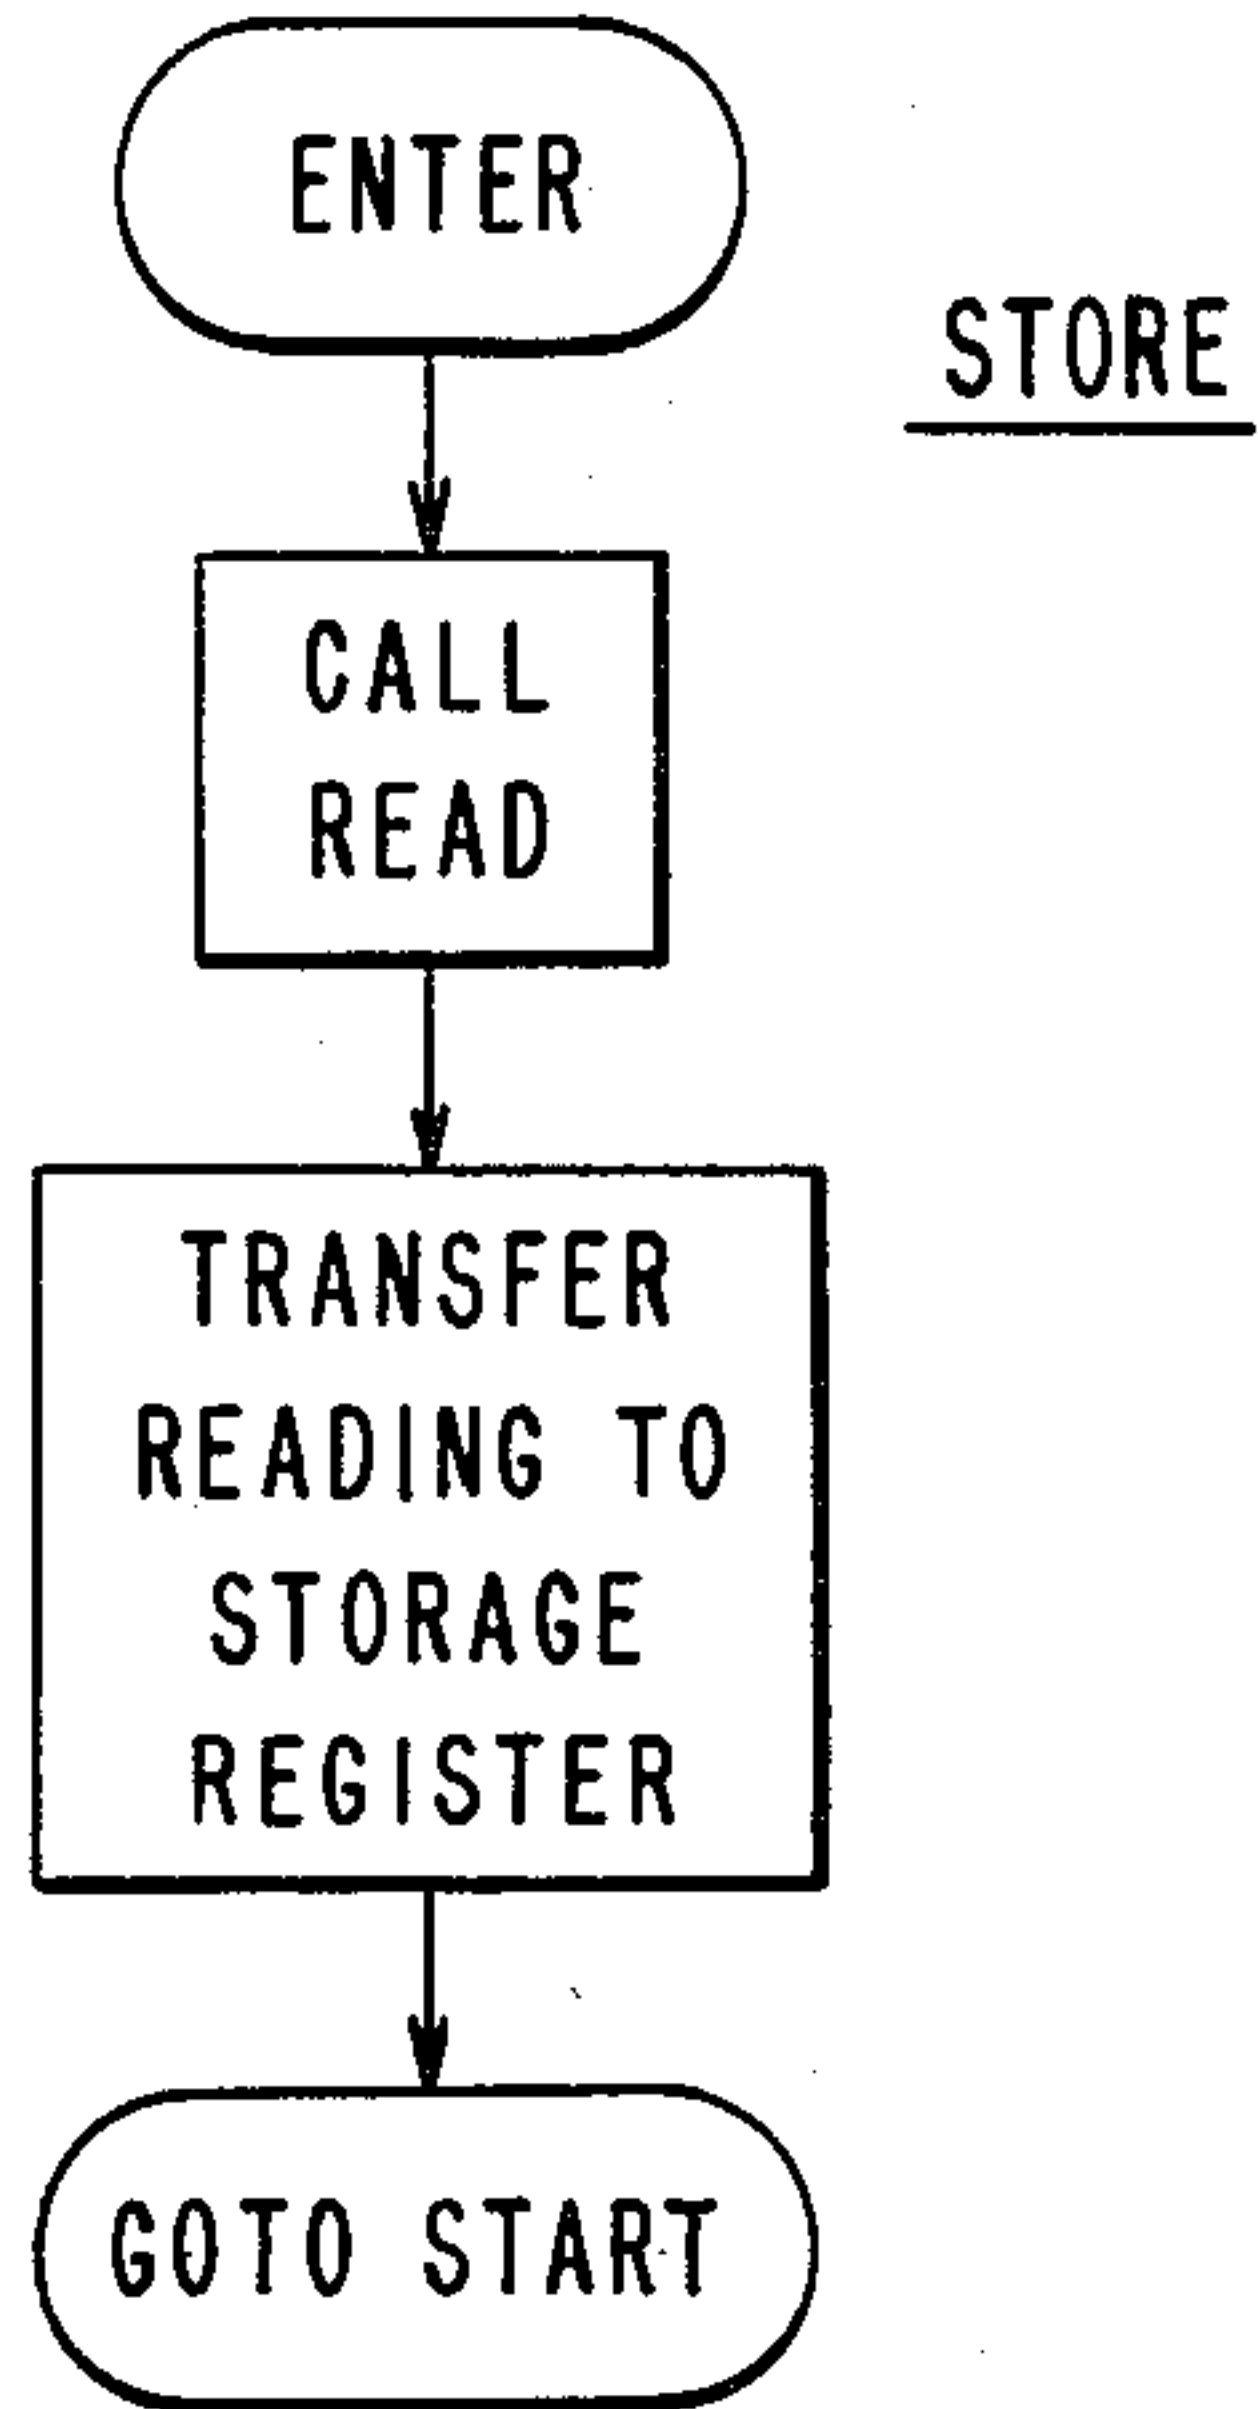 ENTER
STORE
CALL
READ
TRANSFER
READING TO
STORAGE
REGISTER
GOTO START